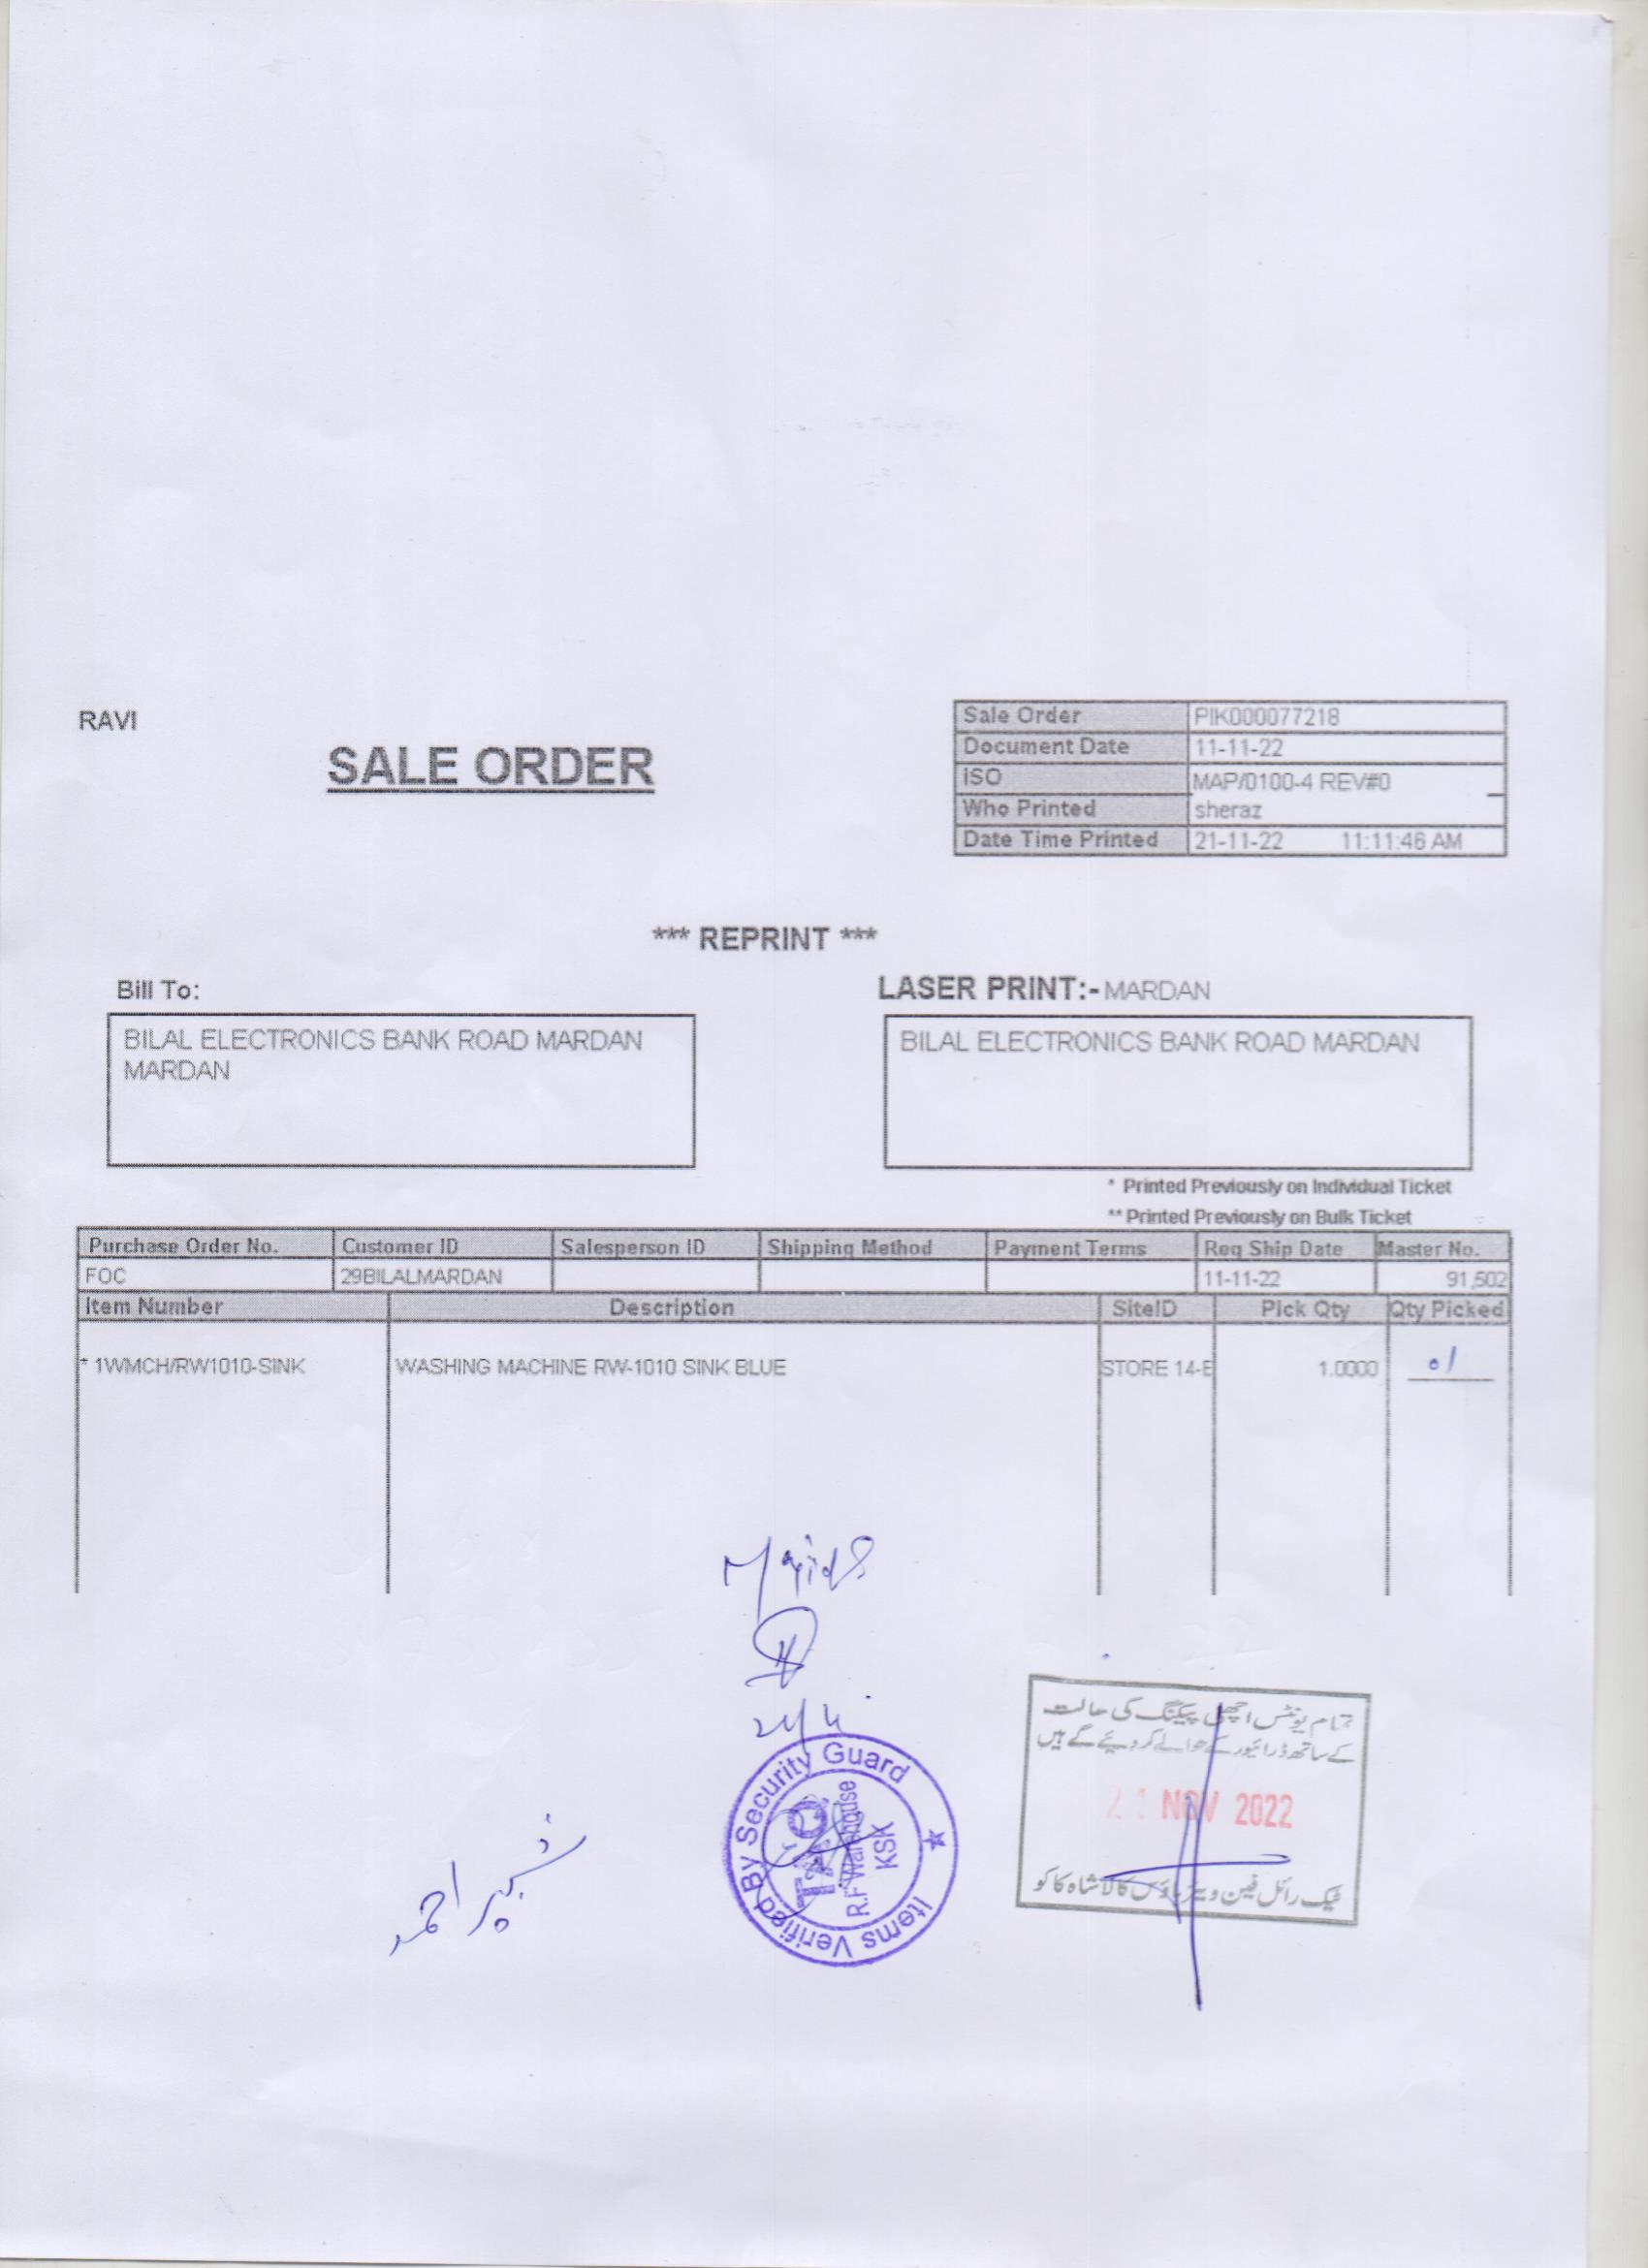 RAVI
SALE ORDER
Sale Order PIK000077218
Document Date 11-11-22
ISO MAP/0100-4 REV#0
Who Printed sheraz
Date Time Printed 21-11-22 11:11:46 AM
*** REPRINT ***
Bill To:
BILAL ELECTRONICS BANK ROAD MARDAN
MARDAN
LASER PRINT:- MARDAN
BILAL ELECTRONICS BANK ROAD MARDAN
* Printed Previously on Individual Ticket
** Printed Previously on Bulk Ticket
Purchase Order No. Customer ID Salesperson ID Shipping Method Payment Terms Req Ship Date Master No.
FOC 29BILALMARDAN 11-11-22 91,502
Item Number Description SiteID Pick Qty Qty Picked
* 1WMCH/RW1010-SINK WASHING MACHINE RW-1010 SINK BLUE STORE 14-E 1.0000 01
Majid
تمام یونٹس اچھی پیکنگ کی حالت
کے ساتھ ڈرائیور کے حوالے کر دیئے گے ہیں
21 NOV 2022
ٹیک رائل فین ویئر ہاؤس کالا شاہ کاکو
Items Verified By Security Guard
R.F Warehouse
KSK
شبیر احمد